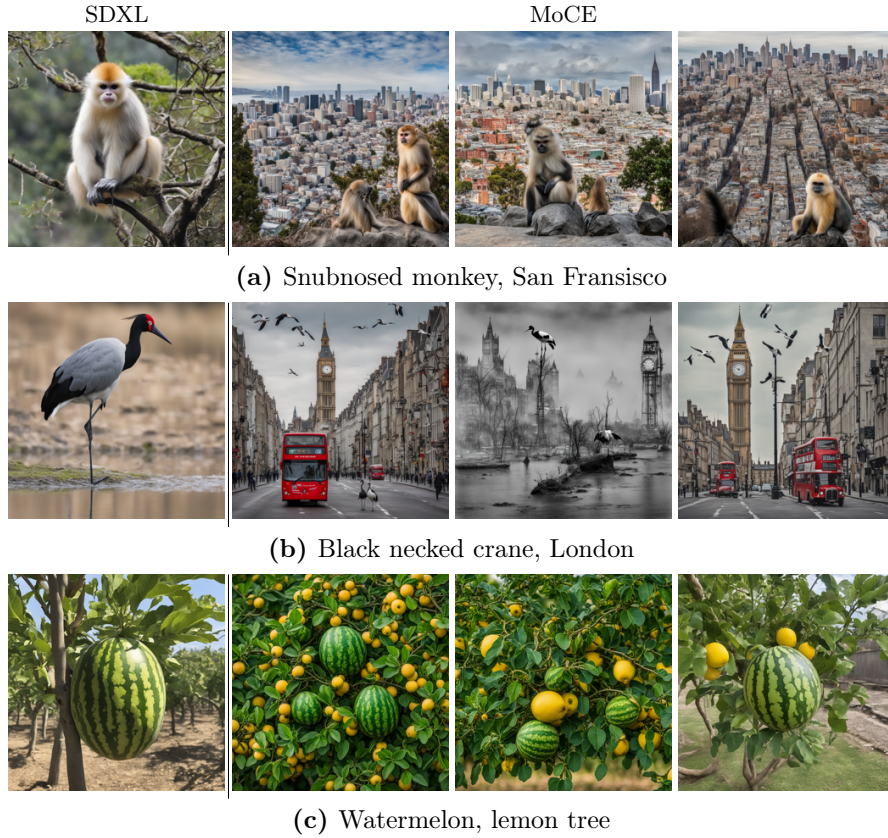 SDXL MoCE
(a) Snubnosed monkey, San Fransisco
(b) Black necked crane, London
(c) Watermelon, lemon tree